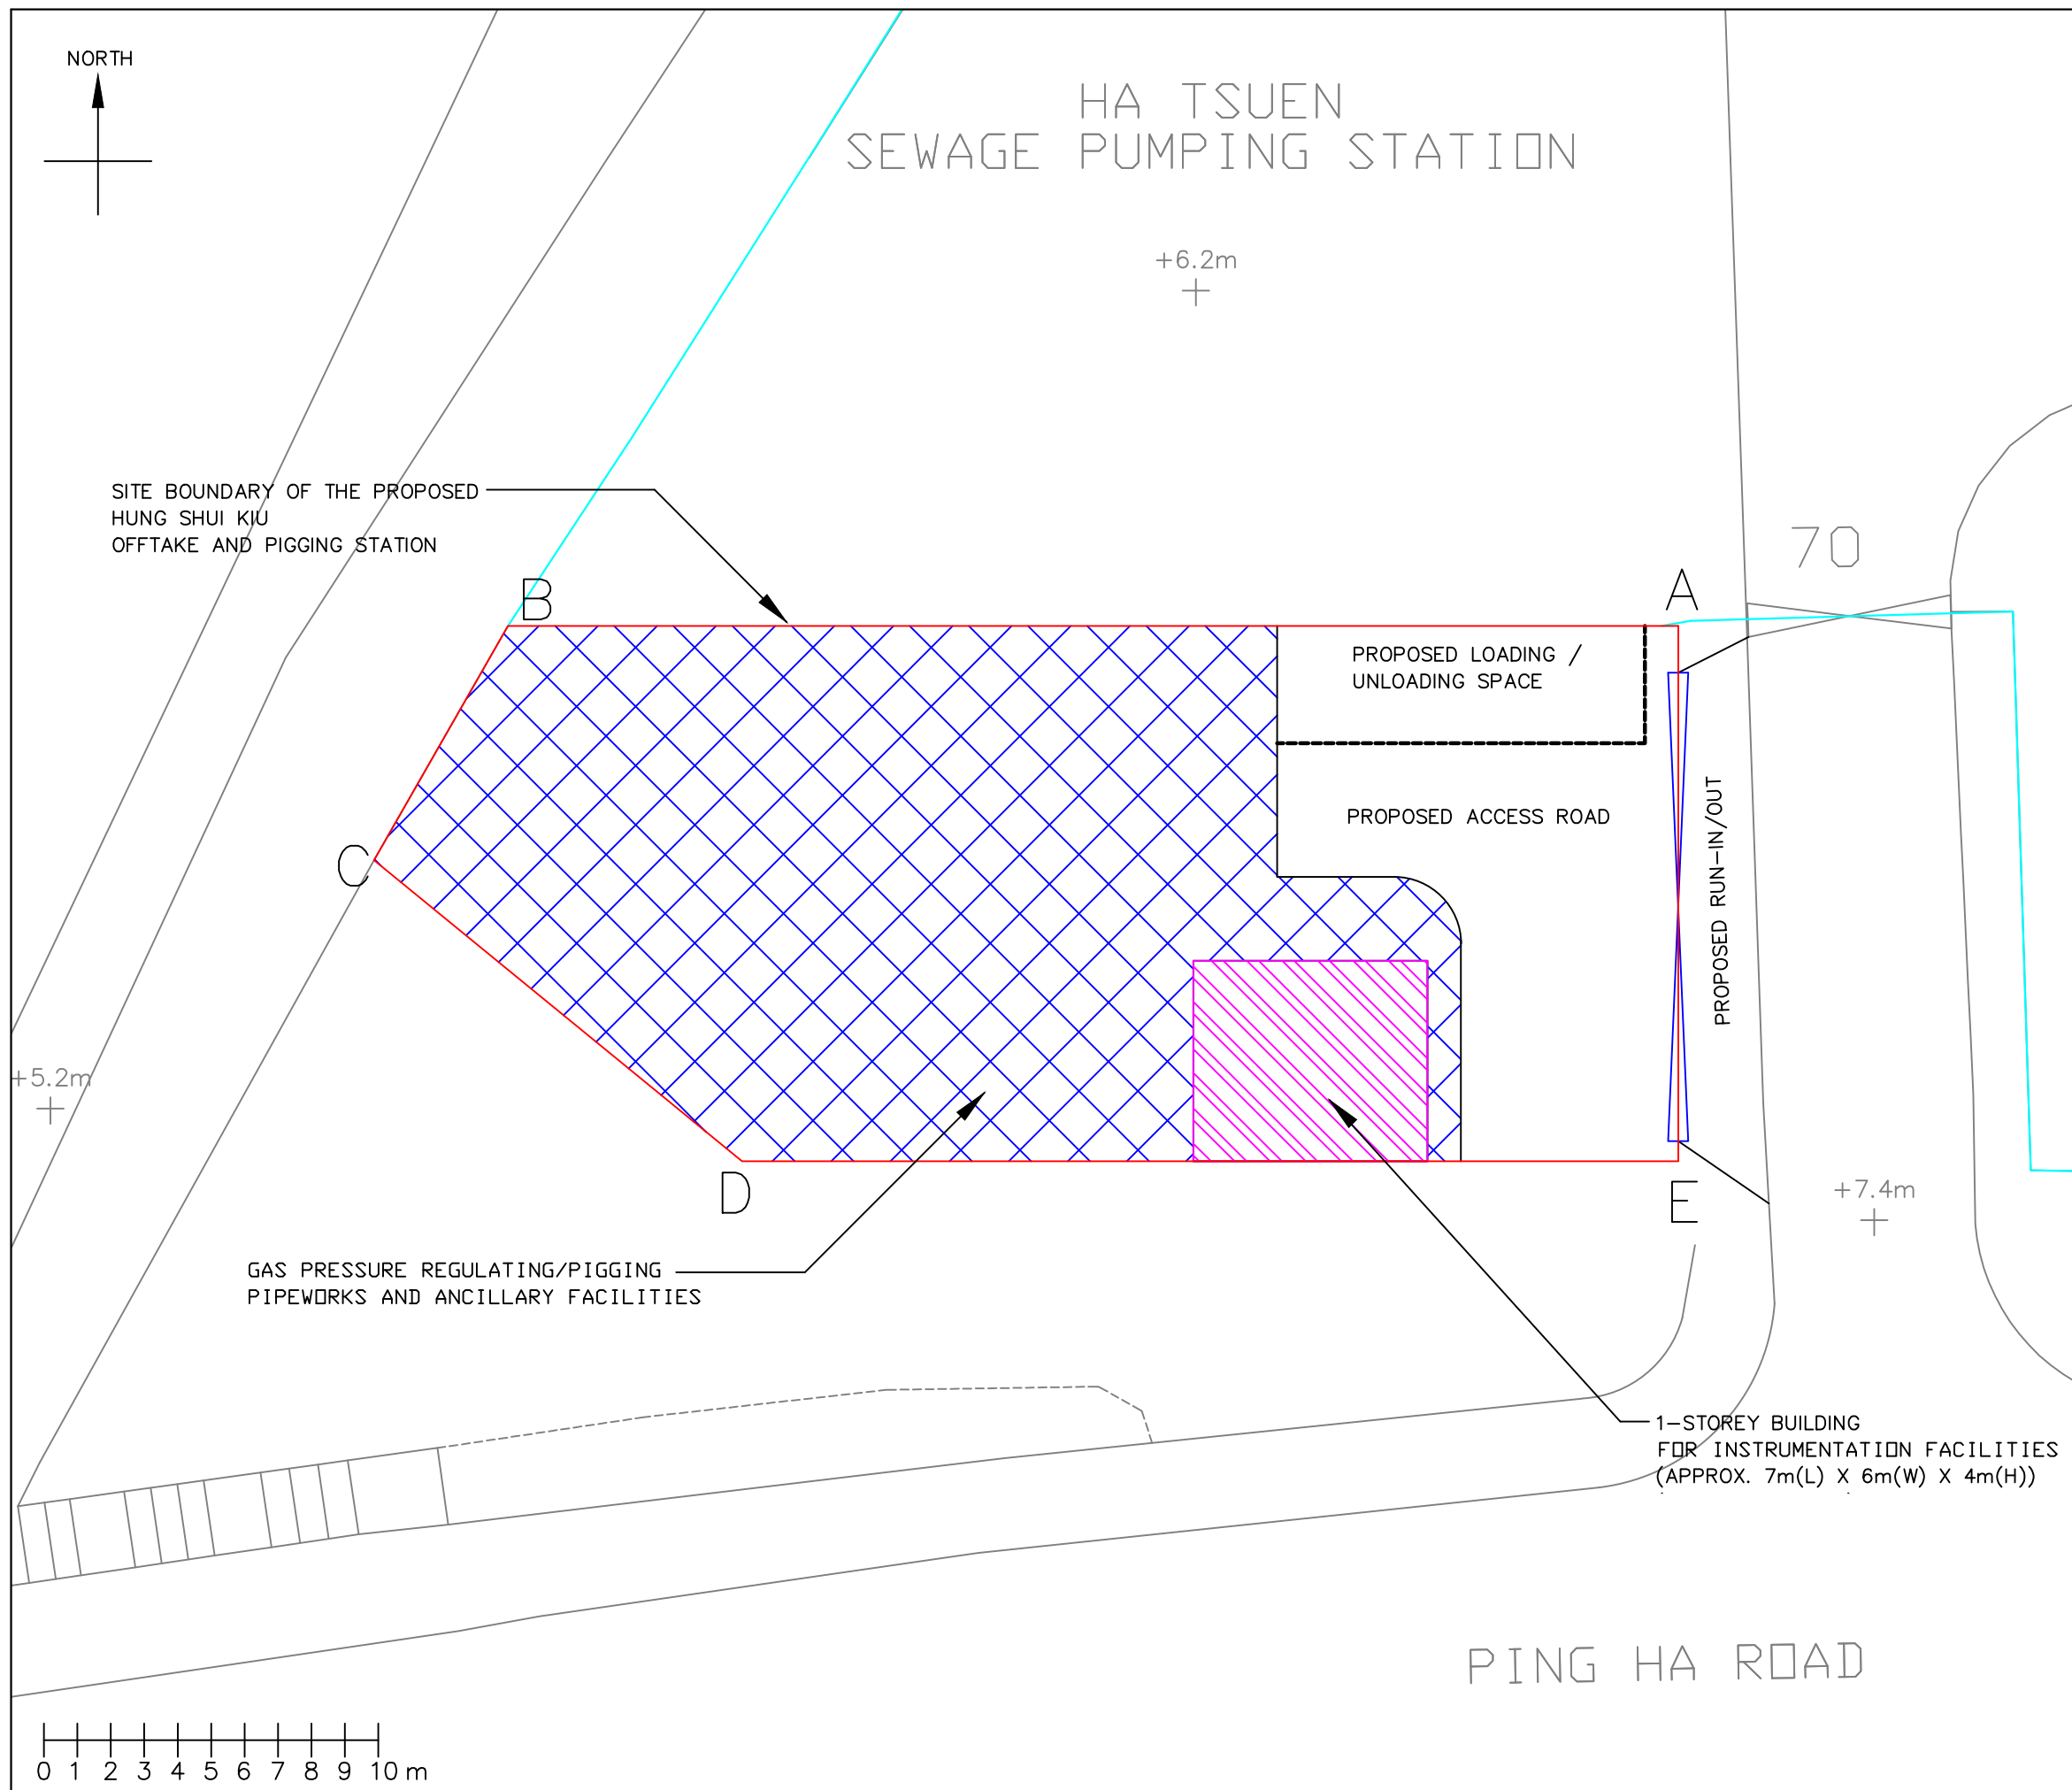 NORTH
HA TSUEN
SEWAGE PUMPING STATION
+6.2m
SITE BOUNDARY OF THE PROPOSED
HUNG SHUI KIU
OFFTAKE AND PIGGING STATION
70
B
A
PROPOSED LOADING /
UNLOADING SPACE
PROPOSED ACCESS ROAD
PROPOSED RUN-IN/OUT
C
+5.2m
D
E
+7.4m
GAS PRESSURE REGULATING/PIGGING
PIPEWORKS AND ANCILLARY FACILITIES
1-STOREY BUILDING
FOR INSTRUMENTATION FACILITIES
(APPROX. 7m(L) X 6m(W) X 4m(H))
PING HA ROAD
0 1 2 3 4 5 6 7 8 9 10 m